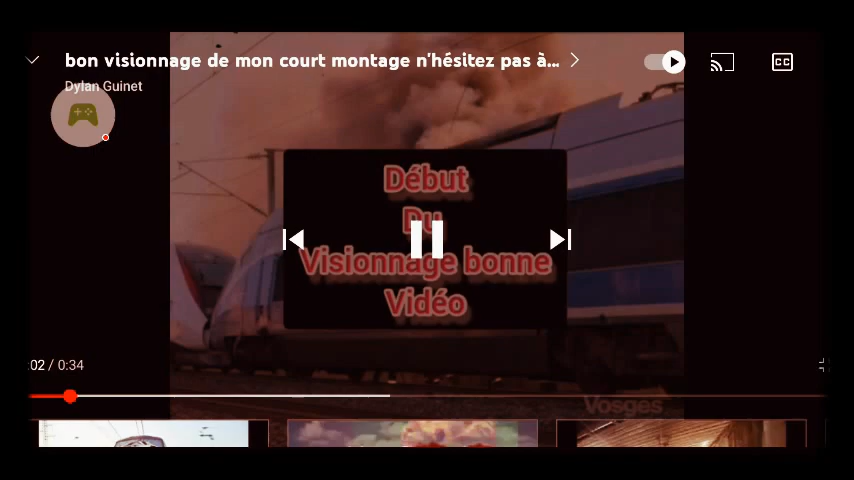 bon visionnage de mon court montage n'hésitez pas à...
Dylan Guinet
CC
Début
Du
Visionnage bonne
Vidéo
:02 / 0:34
Vosges